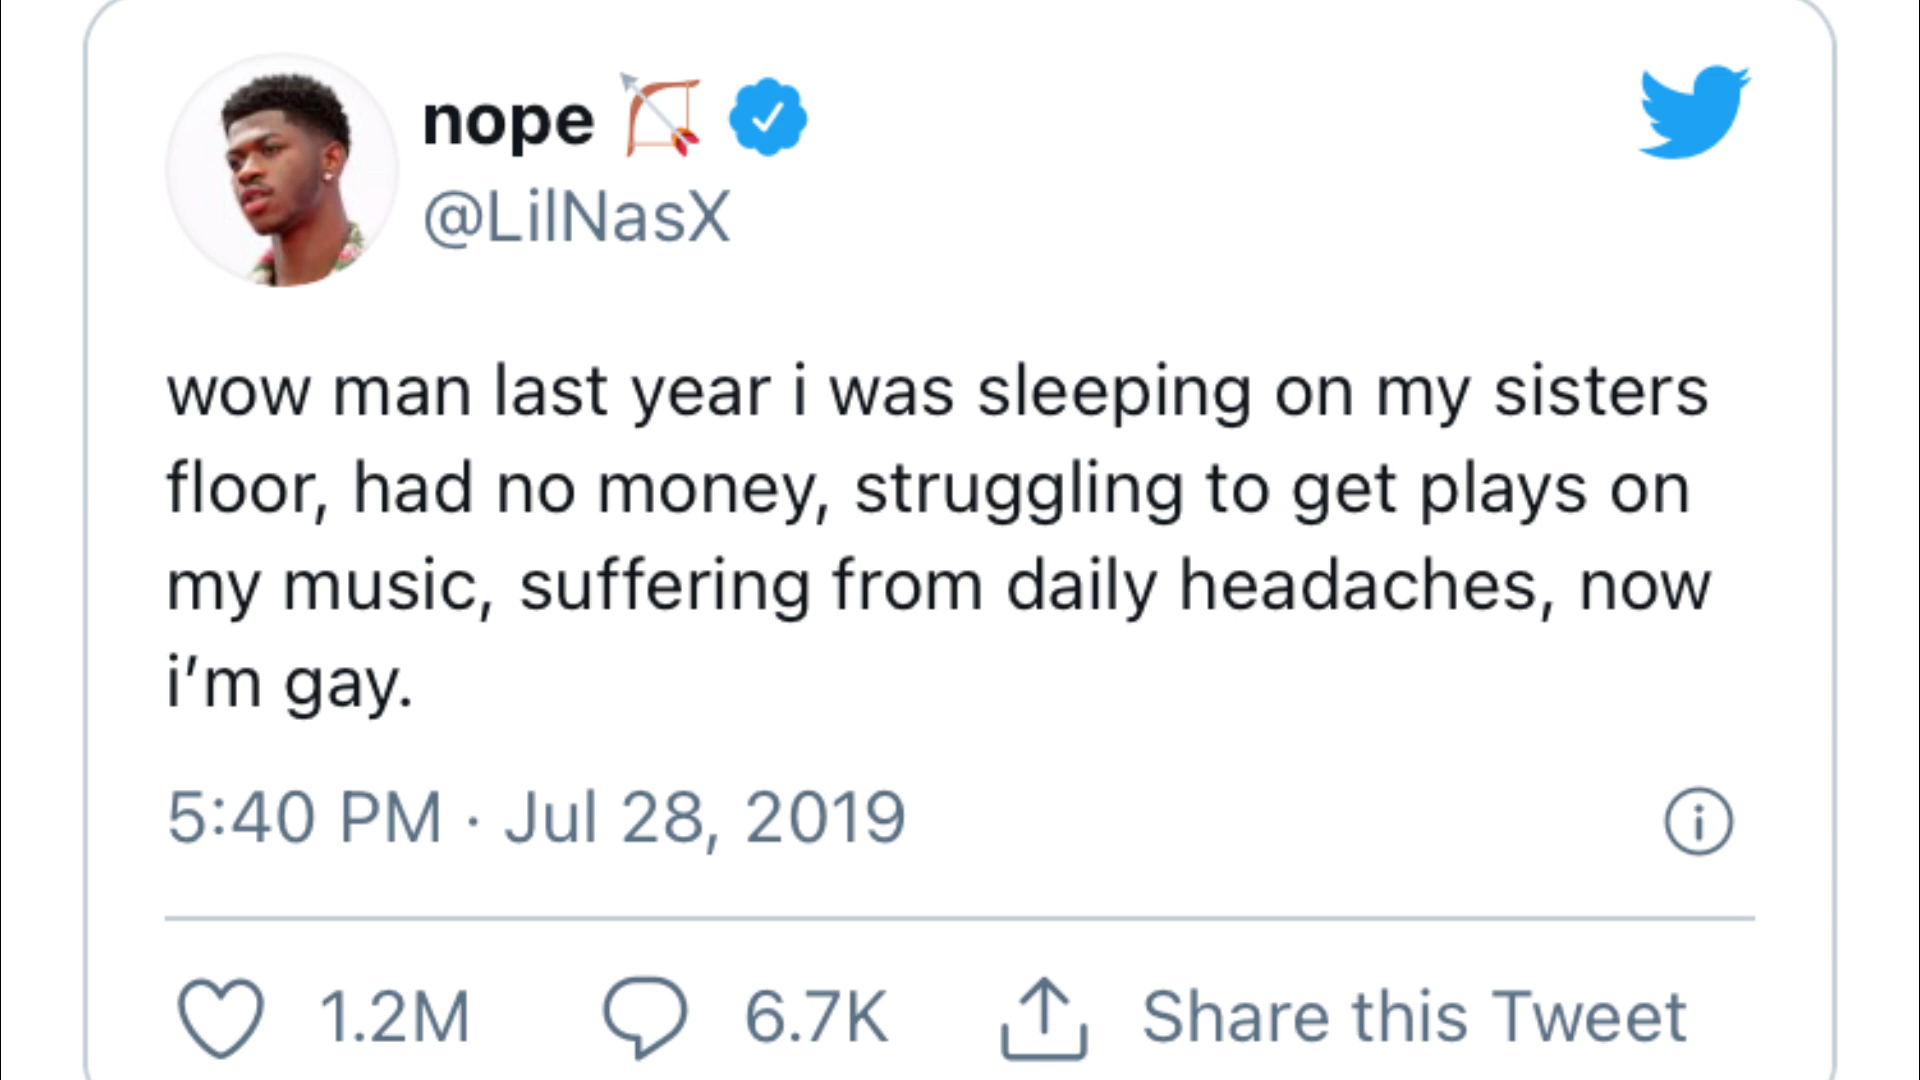 nope 🏹
@LilNasX
wow man last year i was sleeping on my sisters
floor, had no money, struggling to get plays on
my music, suffering from daily headaches, now
i’m gay.
5:40 PM · Jul 28, 2019
1.2M 6.7K Share this Tweet